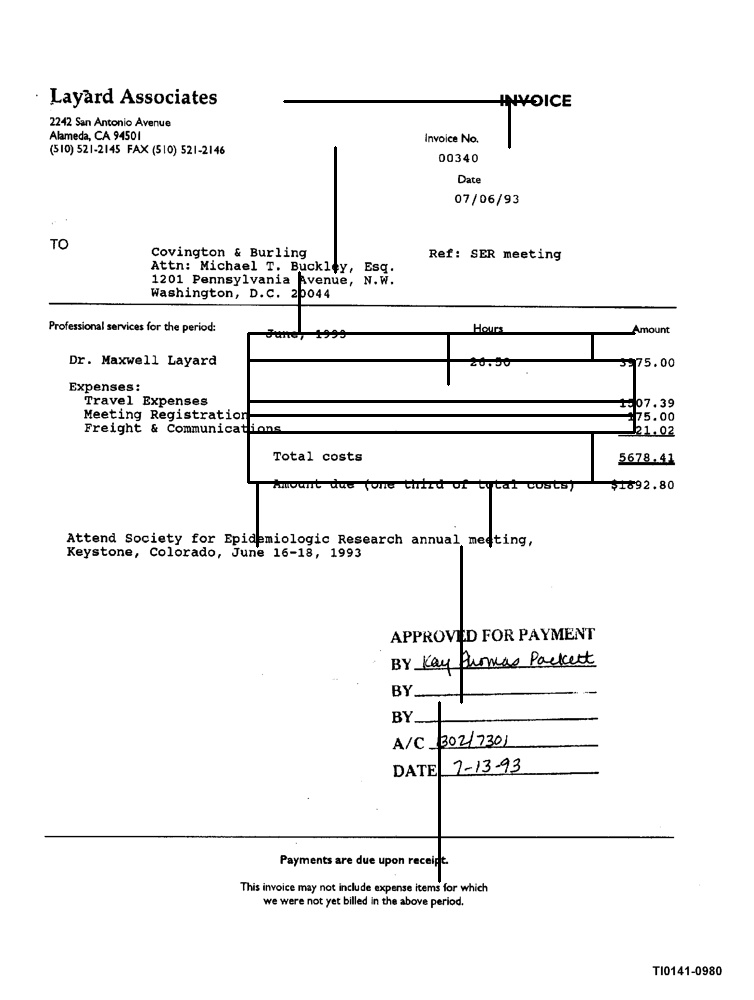 Layard Associates
INVOICE
2242 San Antonio Avenue
Alameda, CA 94501
(510) 521-2145 FAX (510) 521-2146
Invoice No.
00340
Date
07/06/93
TO
Covington & Burling
Ref: SER meeting
Attn: Michael T. Buckley, Esq.
1201 Pennsylvania Avenue, N.W.
Washington, D.C. 20044
Professional services for the period: June, 1993 Hours Amount
Dr. Maxwell Layard 26.50 3975.00
Expenses:
Travel Expenses 1507.39
Meeting Registration 175.00
Freight & Communications 21.02
Total costs 5678.41
Amount due (one third of total costs) $1892.80
Attend Society for Epidemiologic Research annual meeting,
Keystone, Colorado, June 16-18, 1993
APPROVED FOR PAYMENT
BY Kay Thomas Packett
BY
BY
A/C 1302/7301
DATE 7-13-93
Payments are due upon receipt.
This invoice may not include expense items for which
we were not yet billed in the above period.
TI0141-0980